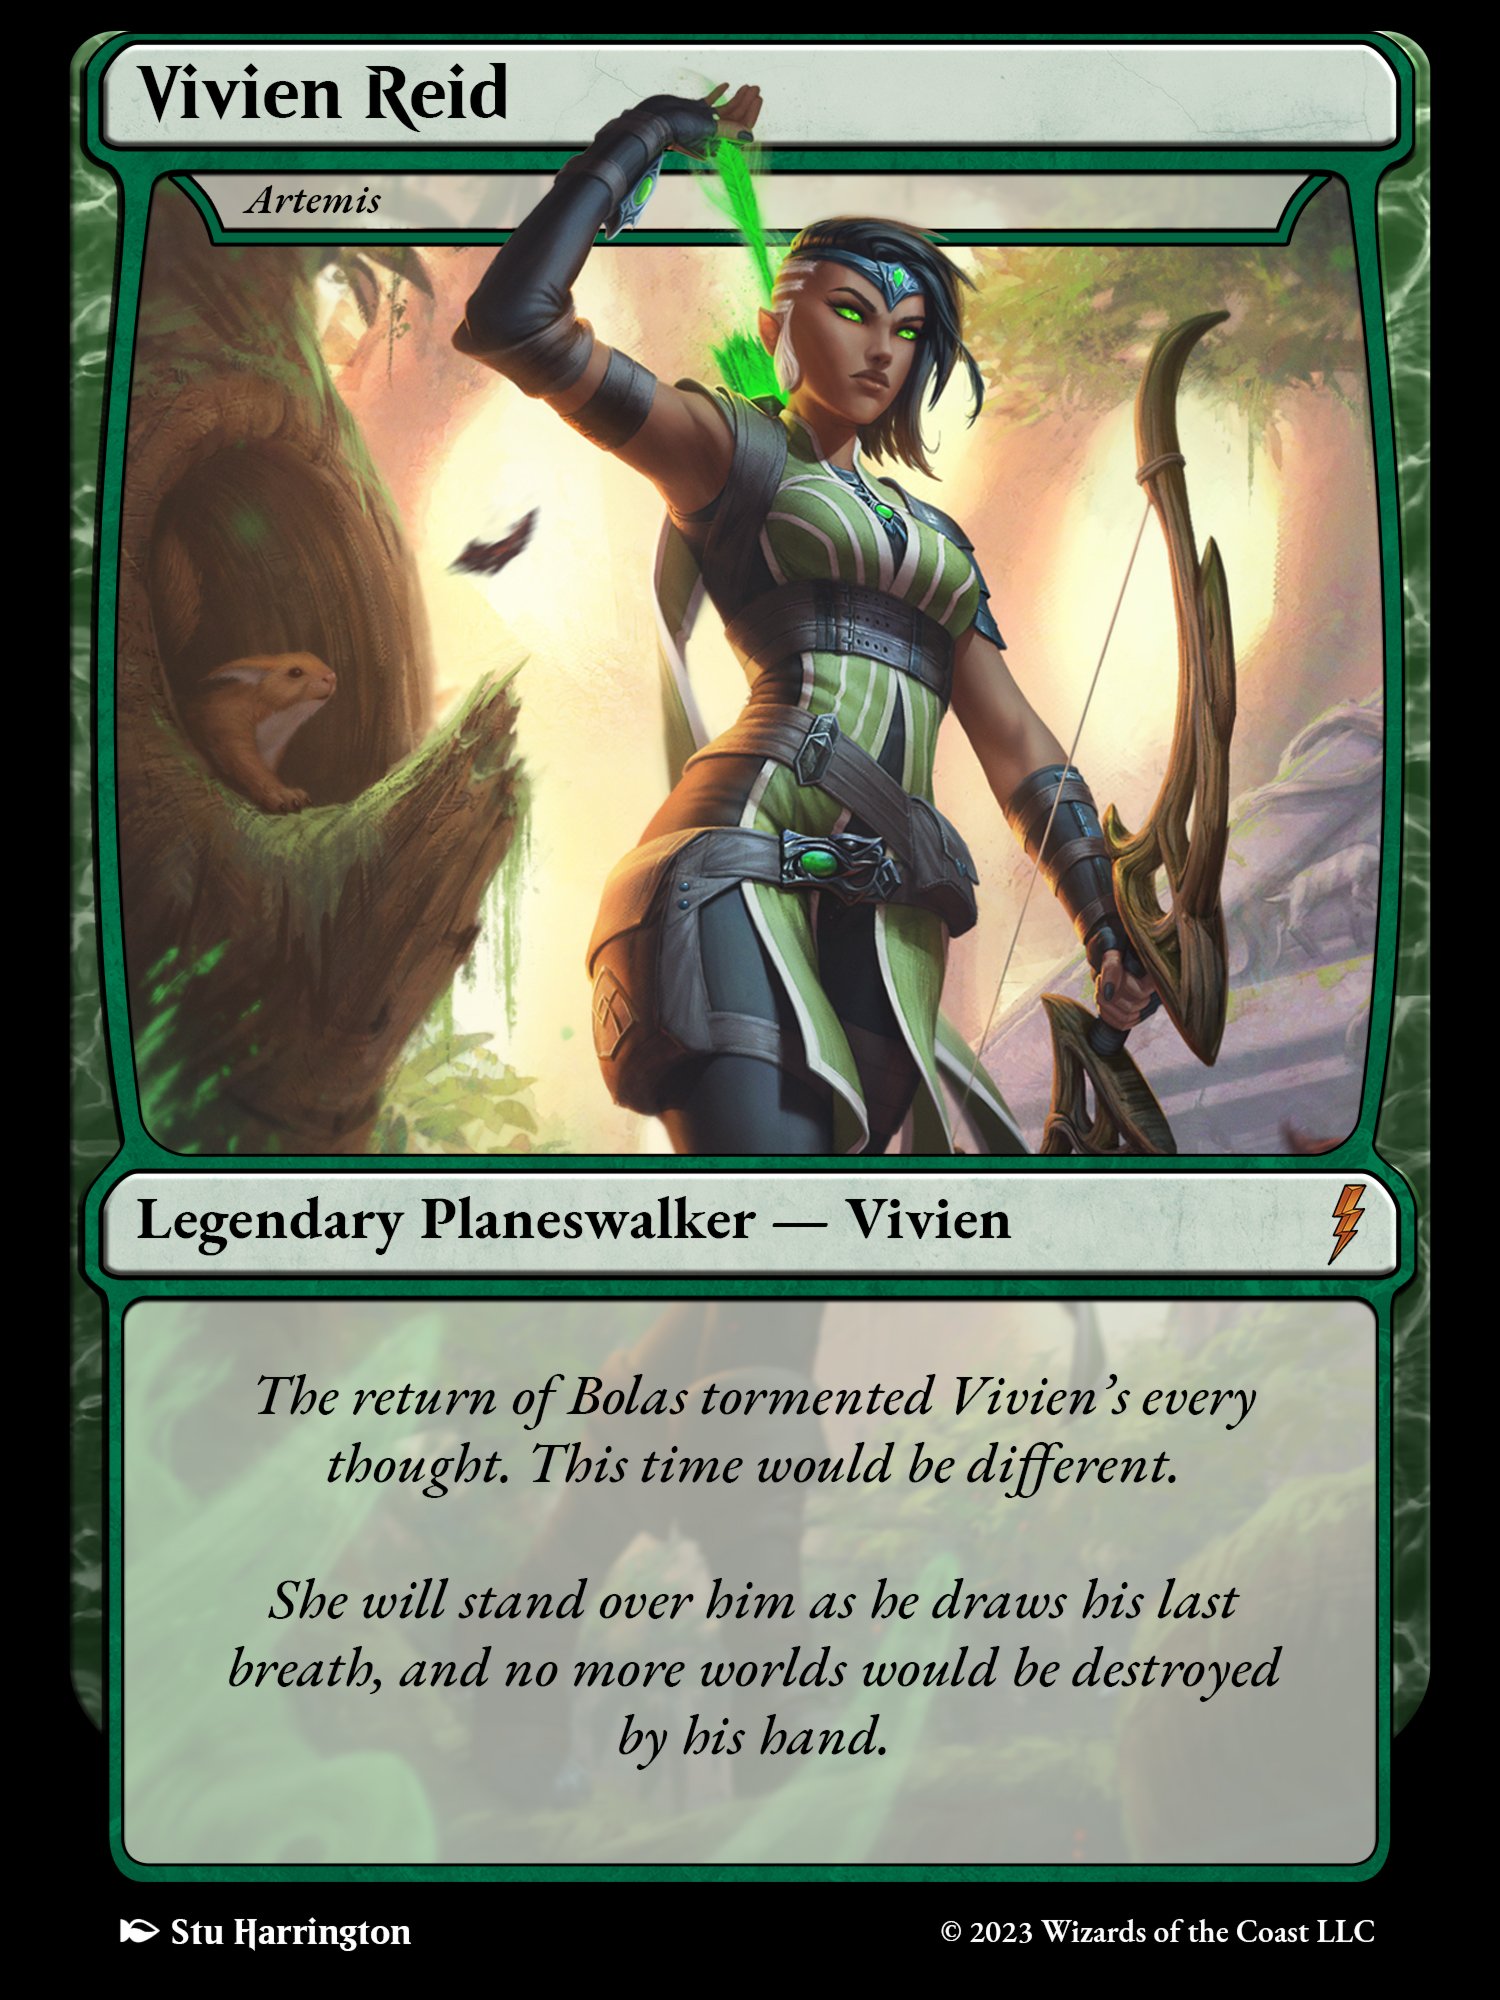 Vivien Reid
Artemis
Legendary Planeswalker — Vivien
The return of Bolas tormented Vivien's every
thought. This time would be different.
She will stand over him as he draws his last
breath, and no more worlds would be destroyed
by his hand.
Stu Harrington
© 2023 Wizards of the Coast LLC